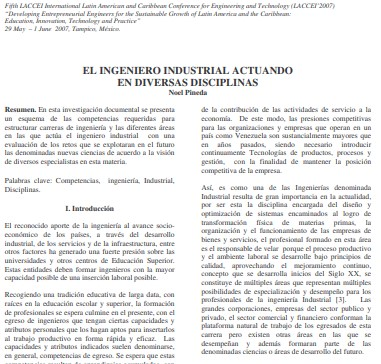 Fifth LACCEI International Latin American and Caribbean Conference for Engineering and Technology (LACCEI'2007)
"Developing Entrepreneurial Engineers for the Sustainable Growth of Latin America and the Caribbean:
Education, Innovation, Technology and Practice"
29 May – 1 June 2007, Tampico, México.
EL INGENIERO INDUSTRIAL ACTUANDO
EN DIVERSAS DISCIPLINAS
Noel Pineda
Resumen. En esta investigación documental se presenta
un esquema de las competencias requeridas para
estructurar carreras de ingeniería y las diferentes áreas
en las que actúa el ingeniero industrial con una
evaluación de los retos que se explotaran en el futuro
las denominadas nuevas ciencias de acuerdo a la visión
de diversos especialistas en esta materia.
Palabras clave: Competencias, ingeniería, Industrial,
Disciplinas.
I. Introducción
El reconocido aporte de la ingeniería al avance socio-
económico de los países, a través del desarrollo
industrial, de los servicios y de la infraestructura, entre
otros factores ha generado una fuerte presión sobre las
universidades y otros centros de Educación Superior.
Estas entidades deben formar ingenieros con la mayor
capacidad posible de una inserción laboral posible.
Recogiendo una tradición educativa de larga data, con
raíces en la educación escolar y superior, la formación
de profesionales se espera culmine en el presente, con el
egreso de ingenieros que tengan ciertas capacidades y
atributos personales que los hagan aptos para insertarlos
al trabajo productivo en forma rápida y eficaz. Las
capacidades y atributos indicados suelen denominarse,
en general, competencias de egreso. Se espera que estas
de la contribución de las actividades de servicio a la
economía. De este modo, las presiones competitivas
para las organizaciones y empresas que operan en un
país como Venezuela son sustancialmente mayores que
en años pasados, siendo necesario introducir
continuamente Tecnologías de productos, procesos y
gestión, con la finalidad de mantener la posición
competitiva de la empresa.
Así, es como una de las Ingenierías denominada
Industrial resulta de gran importancia en la actualidad,
por ser esta la disciplina encargada del diseño y
optimización de sistemas encaminados al logro de
transformación física de materias primas, la
organización y el funcionamiento de las empresas de
bienes y servicios, el profesional formado en esta área
es el responsable de velar porque el proceso productivo
y el ambiente laboral se desarrolle bajo principios de
calidad, aprovechando el mejoramiento continuo,
concepto que se desarrolla inicios del Siglo XX, se
constituye de múltiples áreas que representan múltiples
posibilidades de especialización y desempeño para los
profesionales de la ingeniería Industrial [3]. Las
grandes corporaciones, empresas del sector publico y
privado, el sector comercial y financiero conforman la
plataforma natural de trabajo de los egresados de esta
carrera pero existen otras áreas en las que se
desempeñan y además formaran parte de las
denominadas ciencias o áreas de desarrollo del futuro.